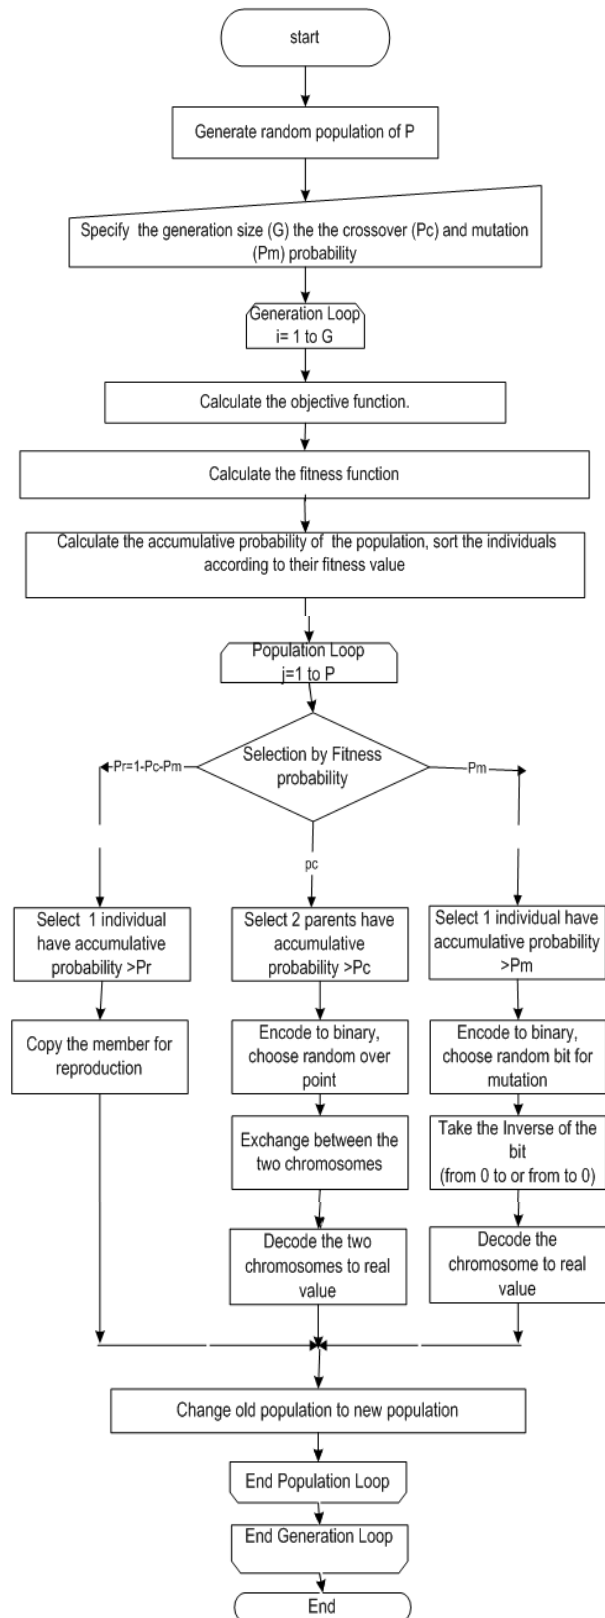 start
Generate random population of P
Specify the generation size (G) the the crossover (Pc) and mutation
(Pm) probability
Generation Loop
i= 1 to G
Calculate the objective function.
Calculate the fitness function
Calculate the accumulative probability of the population, sort the individuals
according to their fitness value
Population Loop
j=1 to P
Selection by Fitness
probability
Pr=1-Pc-Pm
Pm
pc
Select 1 individual
have accumulative
probability >Pr
Select 2 parents have
accumulative
probability >Pc
Select 1 individual have
accumulative probability
>Pm
Copy the member for
reproduction
Encode to binary,
choose random over
point
Encode to binary,
choose random bit for
mutation
Exchange between the
two chromosomes
Take the Inverse of the
bit
(from 0 to or from to 0)
Decode the two
chromosomes to real
value
Decode the
chromosome to real
value
Change old population to new population
End Population Loop
End Generation Loop
End